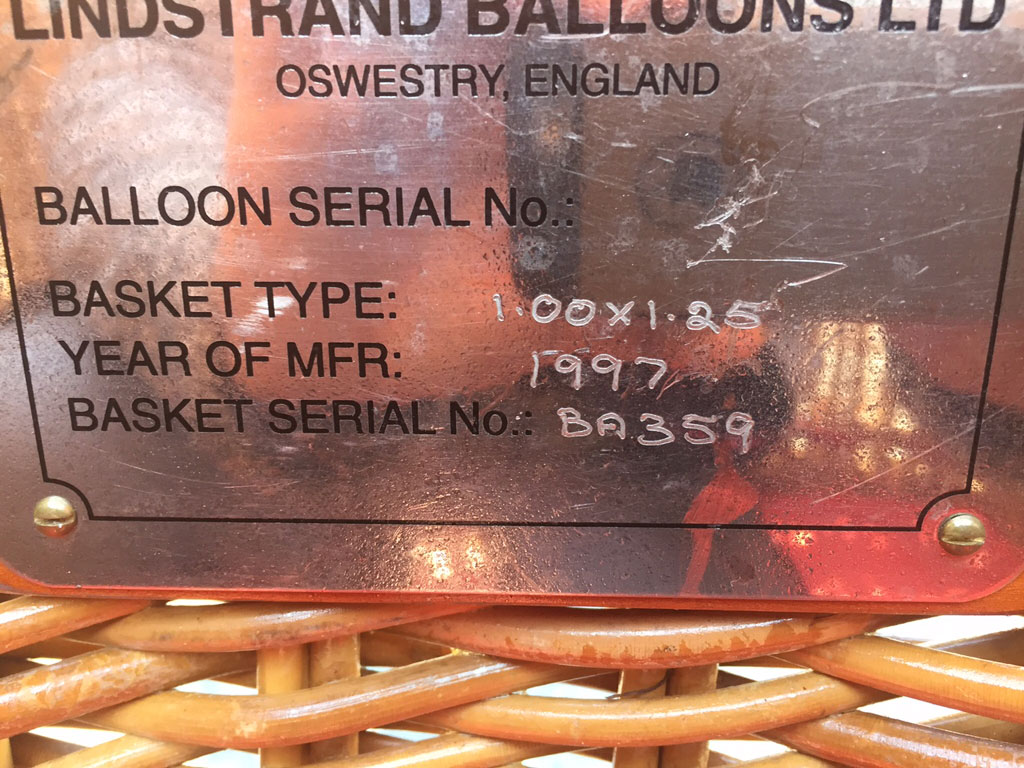 LINDSTRAND BALLOONS LTD
OSWESTRY, ENGLAND
BALLOON SERIAL No.:
BASKET TYPE: 1.00x1.25
YEAR OF MFR: 1997
BASKET SERIAL No.: BA359